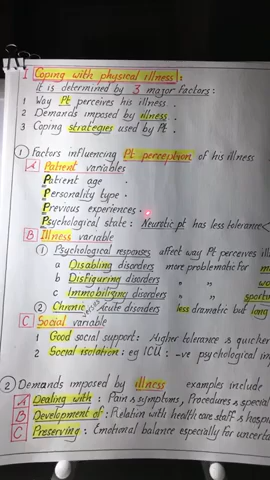 I Coping with physical illness :
It is determined by 3 major factors :
1 Way Pt perceives his illness .
2 Demands imposed by illness .
3 Coping strategies used by Pt .
① Factors influencing Pt perception of his illness
A Patient variables
Patient age .
Personality type .
Previous experiences .
Psychological state : Neurotic pt has less tolerance
B Illness variable
① Psychological responses affect way Pt perceives ill
a Disabling disorders more problematic for m
b Disfiguring disorders " " w
c Immobilizing disorders " " sport
② Chronic versus Acute disorders less dramatic but long
C Social variable
1 Good social support : Higher tolerance & quicker
2 Social isolation : eg ICU : -ve psychological im
② Demands imposed by illness examples include
A Dealing with : Pain & symptoms , Procedures & special
B Development of : Relation with health care staff & hosp
C Preserving : Emotional balance especially for uncerta